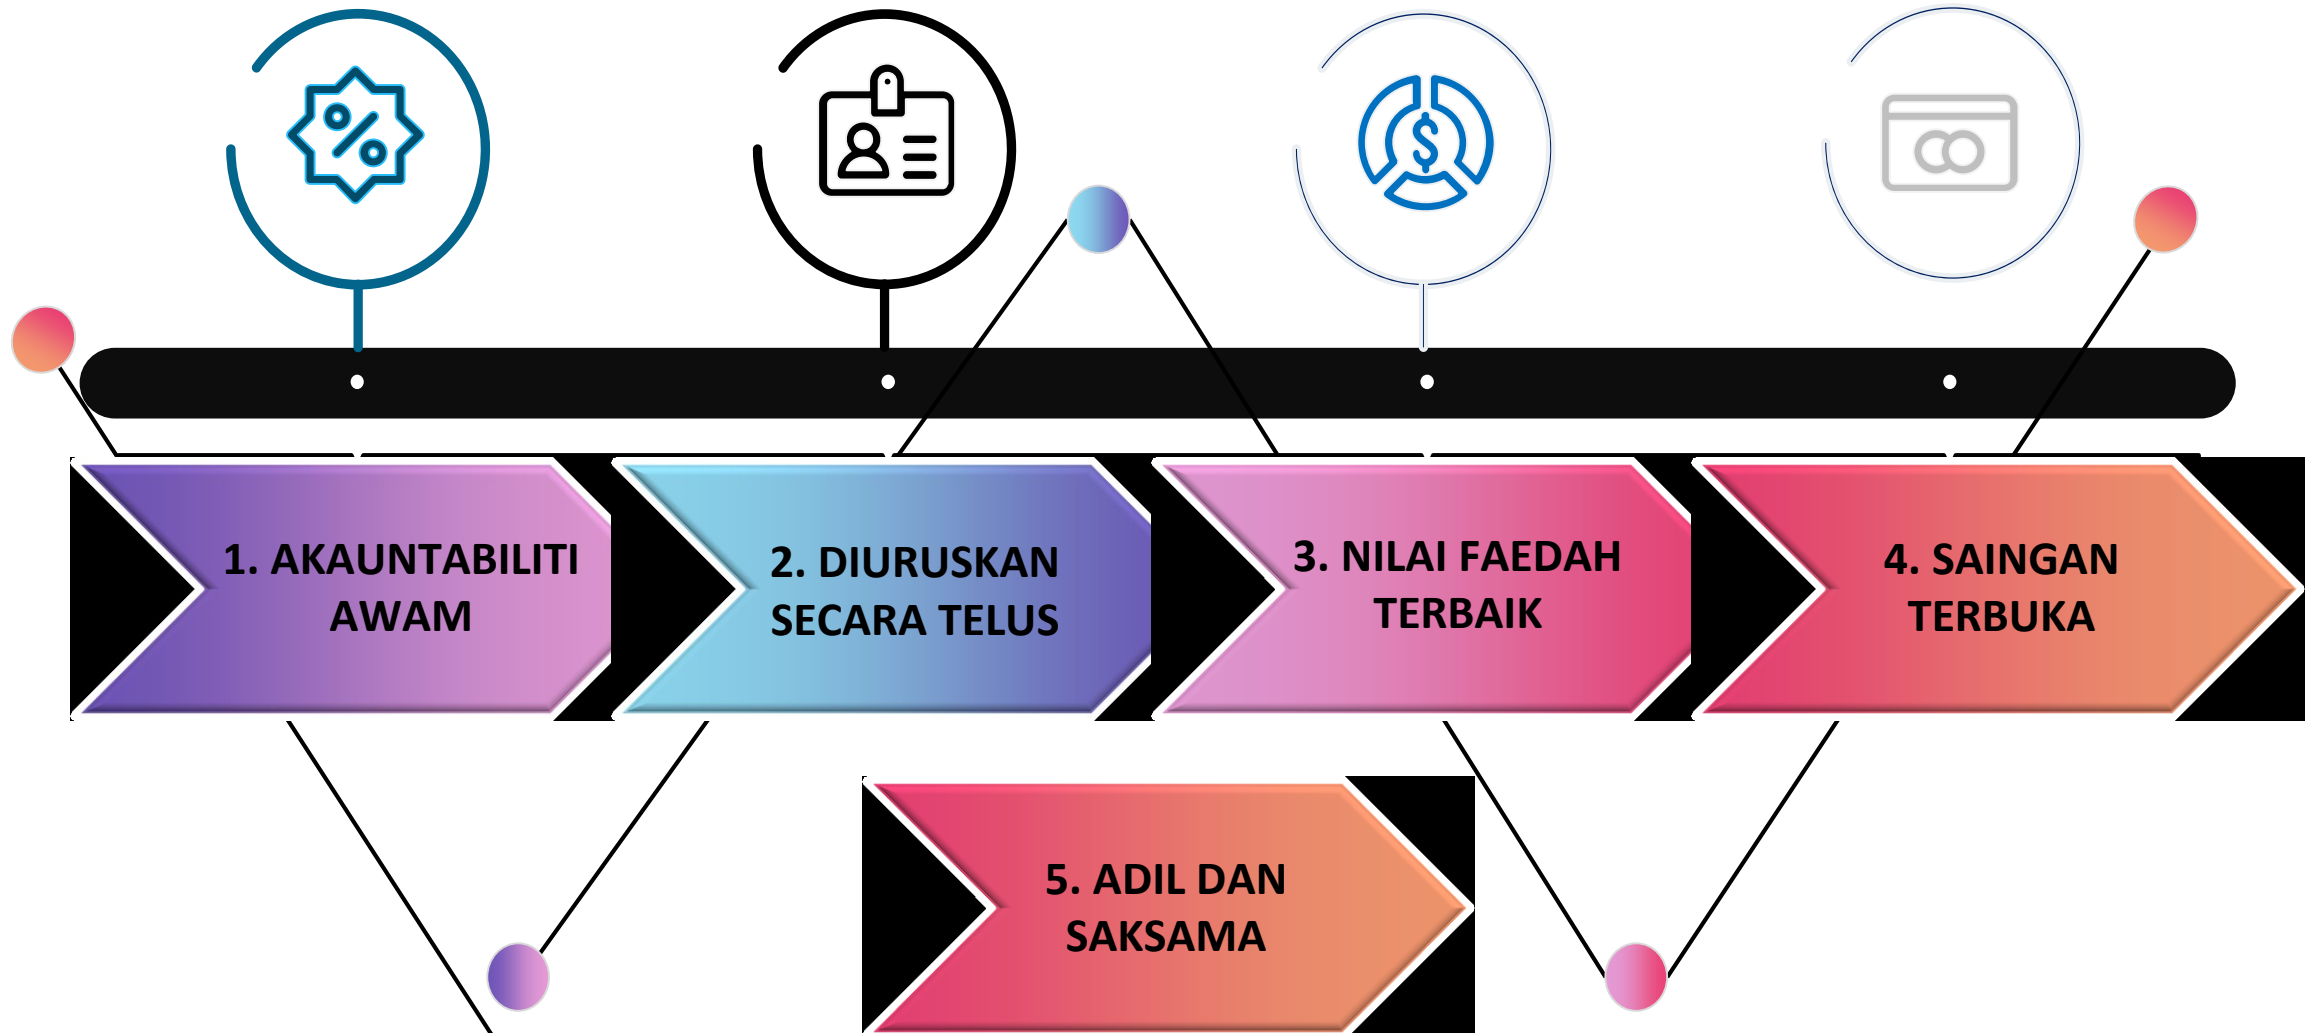 1. AKAUNTABILITI
AWAM
2. DIURUSKAN
SECARA TELUS
3. NILAI FAEDAH
TERBAIK
4. SAINGAN
TERBUKA
5. ADIL DAN
SAKSAMA